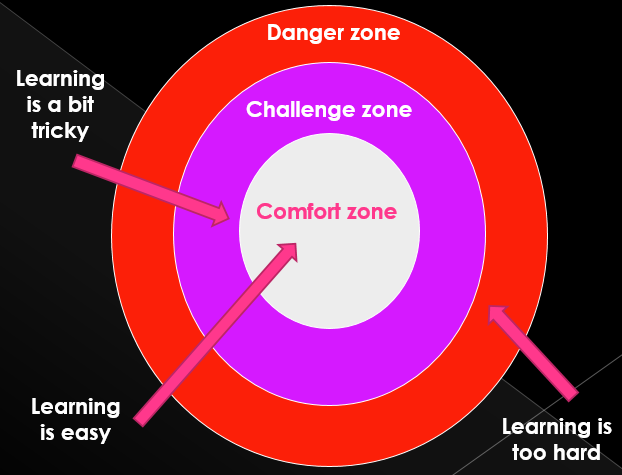 Danger zone
Learning
is a bit
tricky
Challenge zone
Comfort zone
Learning
is easy
Learning is
too hard